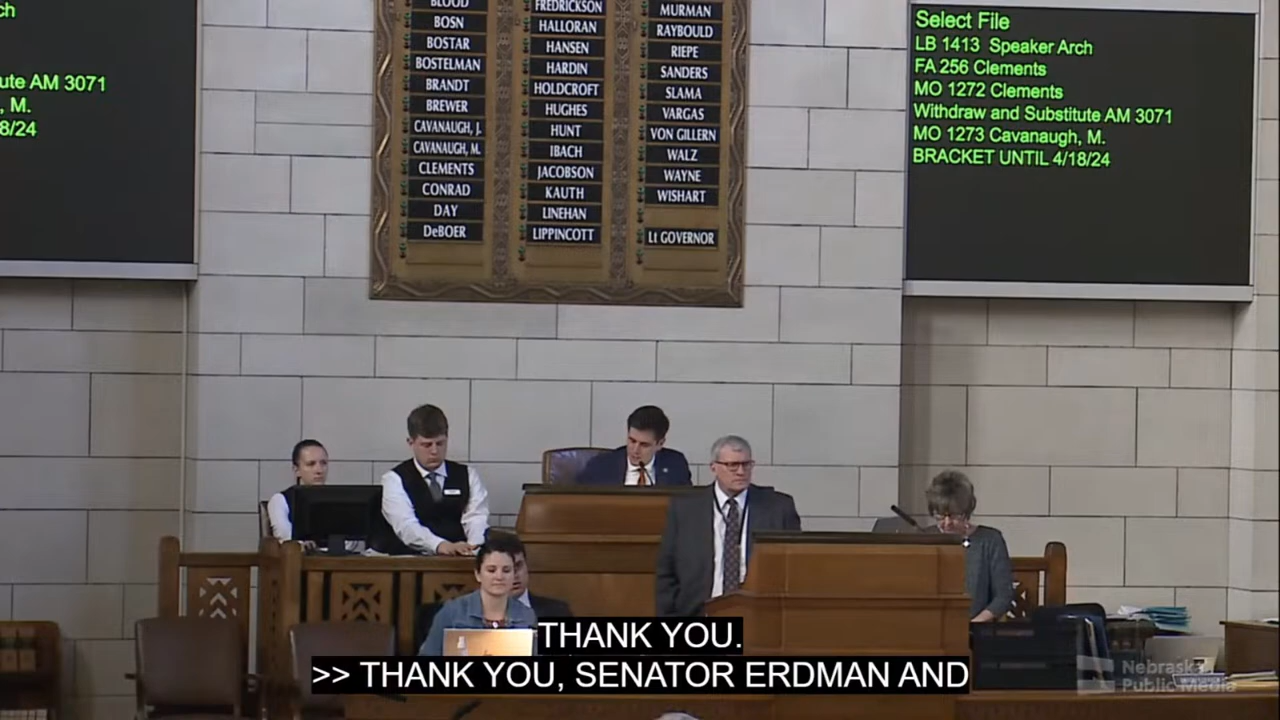 ch
ute AM 3071
, M.
8/24
BLOOD
BOSN
BOSTAR
BOSTELMAN
BRANDT
BREWER
CAVANAUGH, J.
CAVANAUGH, M.
CLEMENTS
CONRAD
DAY
DeBOER
FREDRICKSON
HALLORAN
HANSEN
HARDIN
HOLDCROFT
HUGHES
HUNT
IBACH
JACOBSON
KAUTH
LINEHAN
LIPPINCOTT
MURMAN
RAYBOULD
RIEPE
SANDERS
SLAMA
VARGAS
VON GILLERN
WALZ
WAYNE
WISHART
Lt GOVERNOR
Select File
LB 1413 Speaker Arch
FA 256 Clements
MO 1272 Clements
Withdraw and Substitute AM 3071
MO 1273 Cavanaugh, M.
BRACKET UNTIL 4/18/24
THANK YOU.
>> THANK YOU, SENATOR ERDMAN AND
Nebraska
Public Media